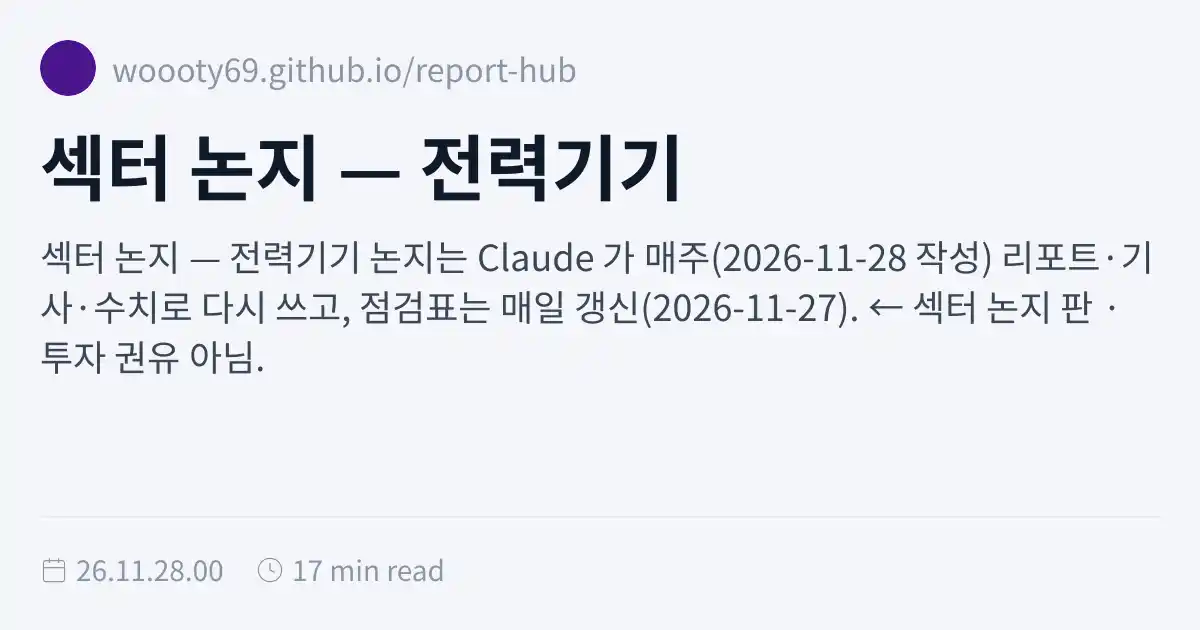 woooty69.github.io/report-hub
섹터 논지 — 전력기기
섹터 논지 — 전력기기 논지는 Claude 가 매주(2026-11-28 작성) 리포트·기
사·수치로 다시 쓰고, 점검표는 매일 갱신(2026-11-27). ← 섹터 논지 판 ·
투자 권유 아님.
26.11.28.00
17 min read